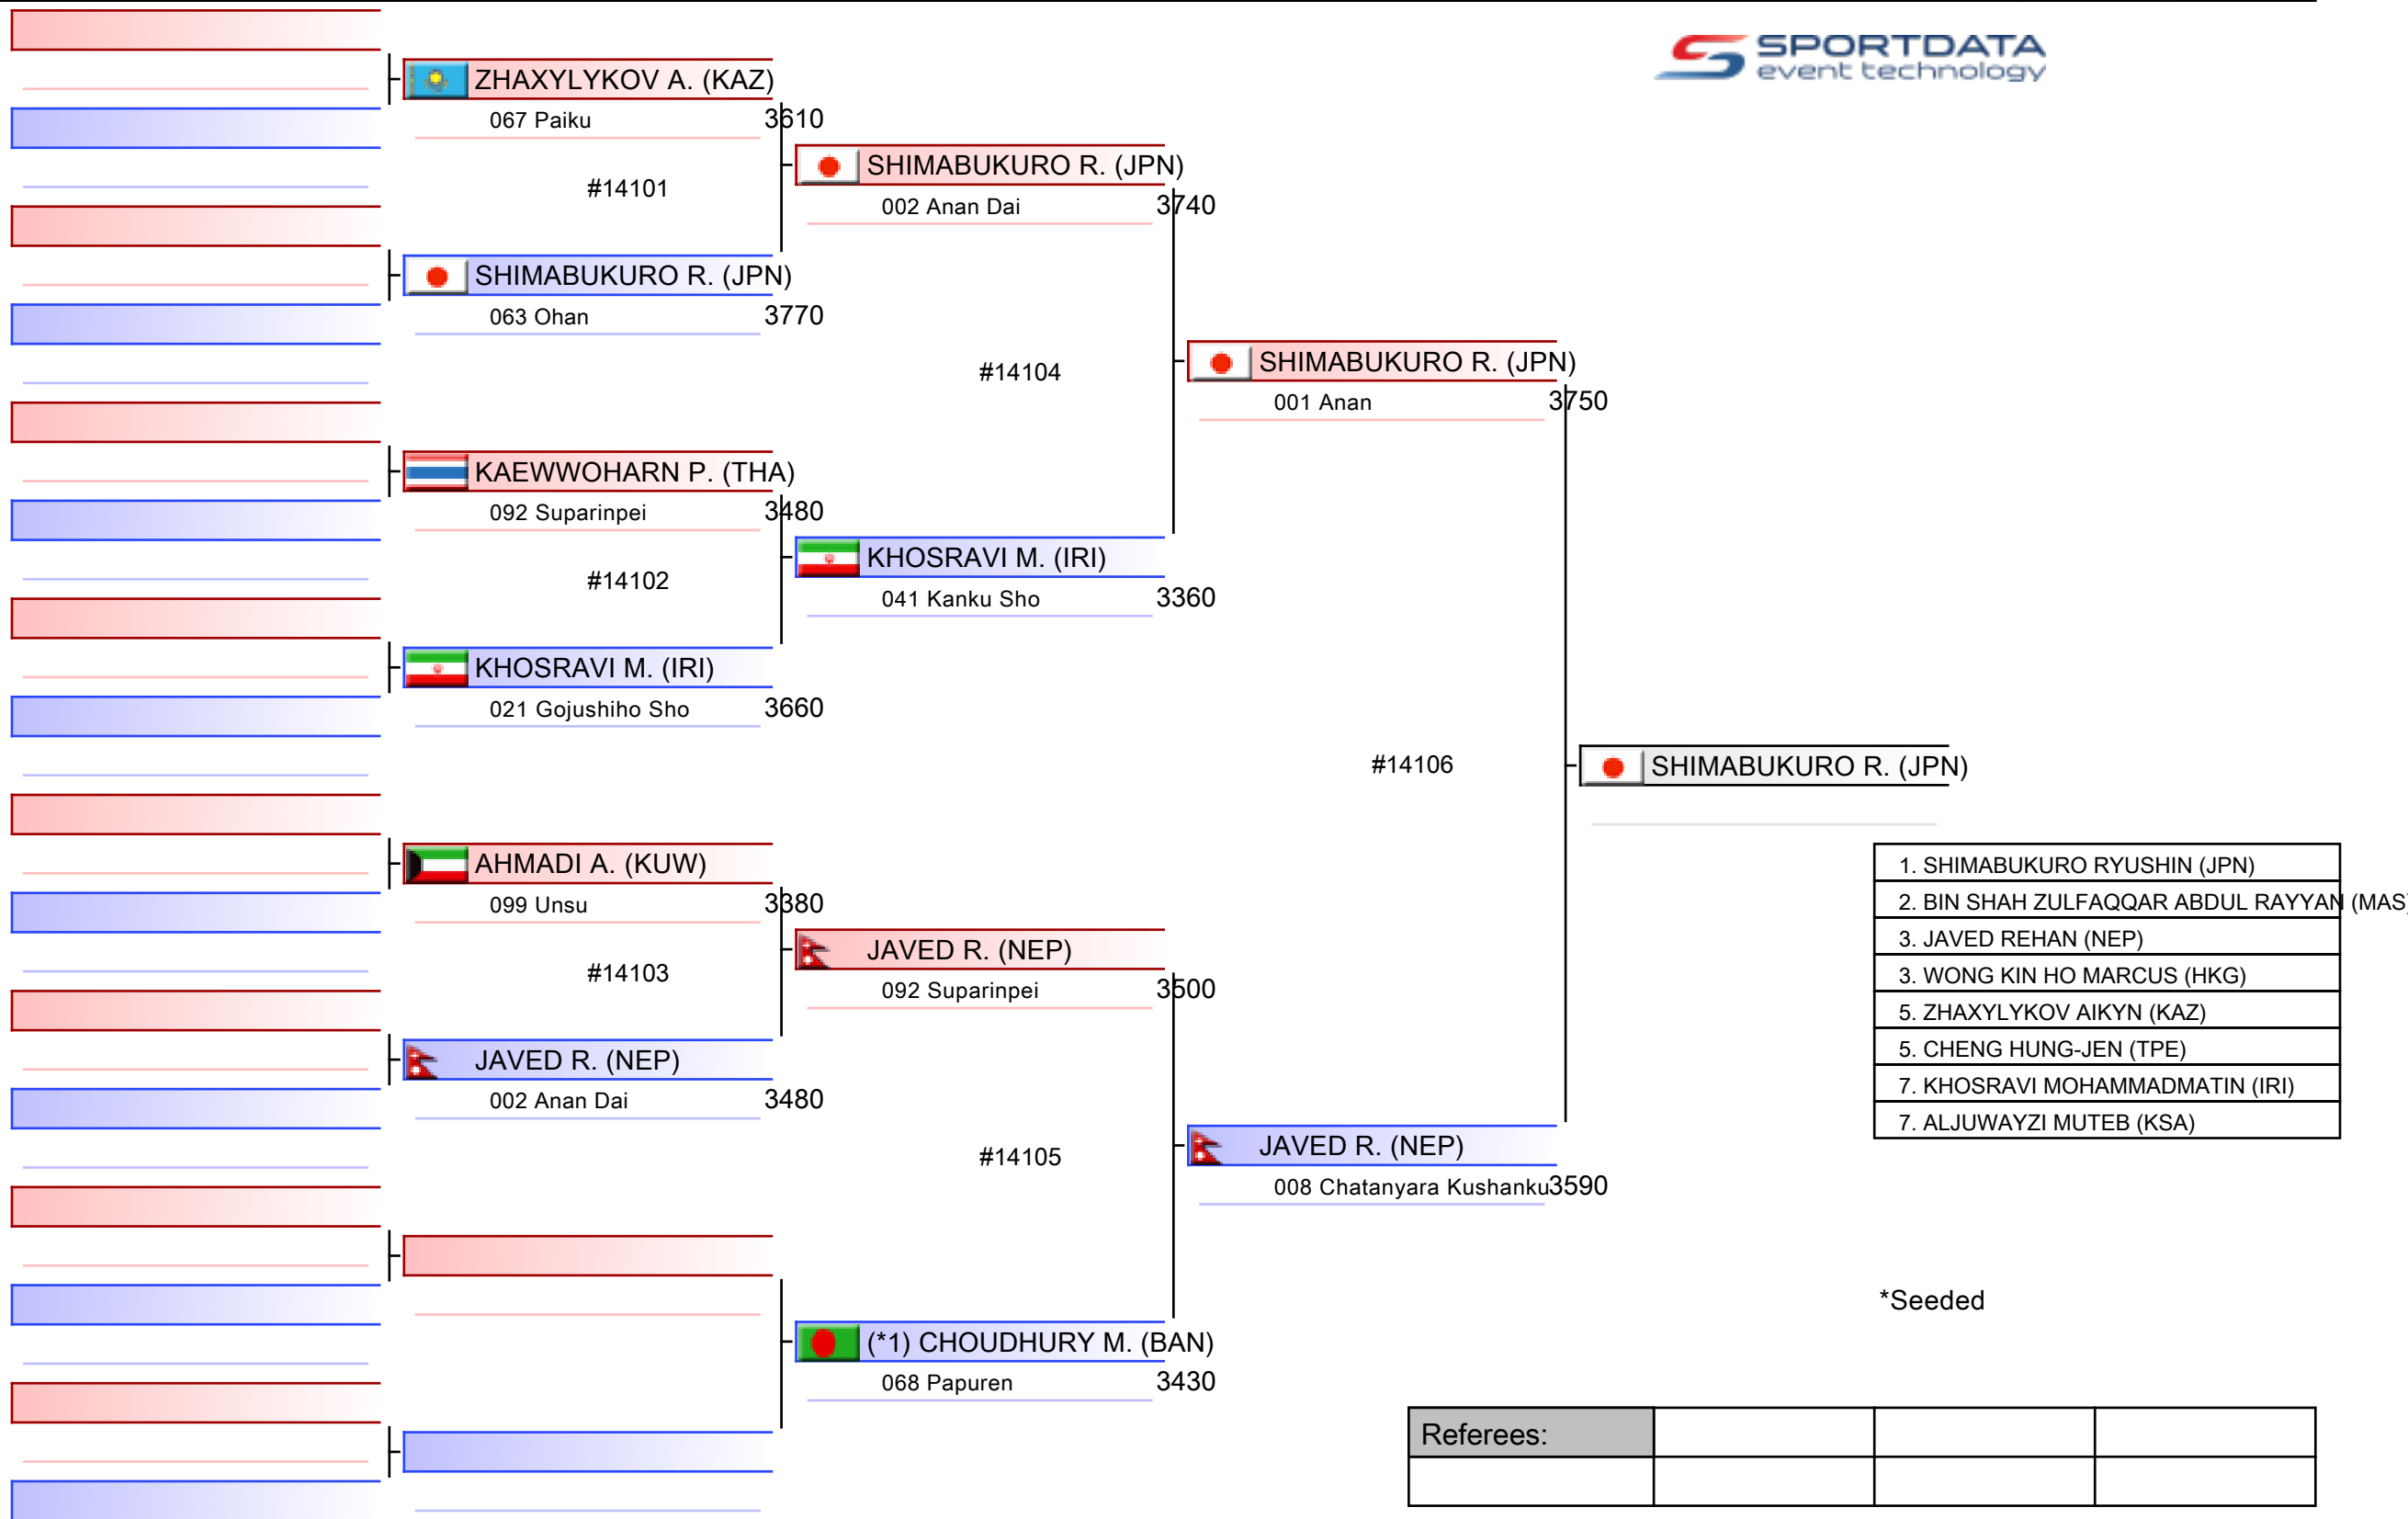 SPORTDATA
event technology
ZHAXYLYKOV A. (KAZ)
067 Paiku 3610
#14101
SHIMABUKURO R. (JPN)
063 Ohan 3770
KAEWWOHARN P. (THA)
092 Suparinpei 3480
#14102
KHOSRAVI M. (IRI)
021 Gojushiho Sho 3660
AHMADI A. (KUW)
099 Unsu 3380
#14103
JAVED R. (NEP)
002 Anan Dai 3480
SHIMABUKURO R. (JPN)
002 Anan Dai 3740
#14104
KHOSRAVI M. (IRI)
041 Kanku Sho 3360
JAVED R. (NEP)
092 Suparinpei 3500
#14105
(*1) CHOUDHURY M. (BAN)
068 Papuren 3430
SHIMABUKURO R. (JPN)
001 Anan 3750
#14106
JAVED R. (NEP)
008 Chatanyara Kushanku 3590
SHIMABUKURO R. (JPN)
1. SHIMABUKURO RYUSHIN (JPN)
2. BIN SHAH ZULFAQQAR ABDUL RAYYAN (MAS)
3. JAVED REHAN (NEP)
3. WONG KIN HO MARCUS (HKG)
5. ZHAXYLYKOV AIKYN (KAZ)
5. CHENG HUNG-JEN (TPE)
7. KHOSRAVI MOHAMMADMATIN (IRI)
7. ALJUWAYZI MUTEB (KSA)
*Seeded
Referees: